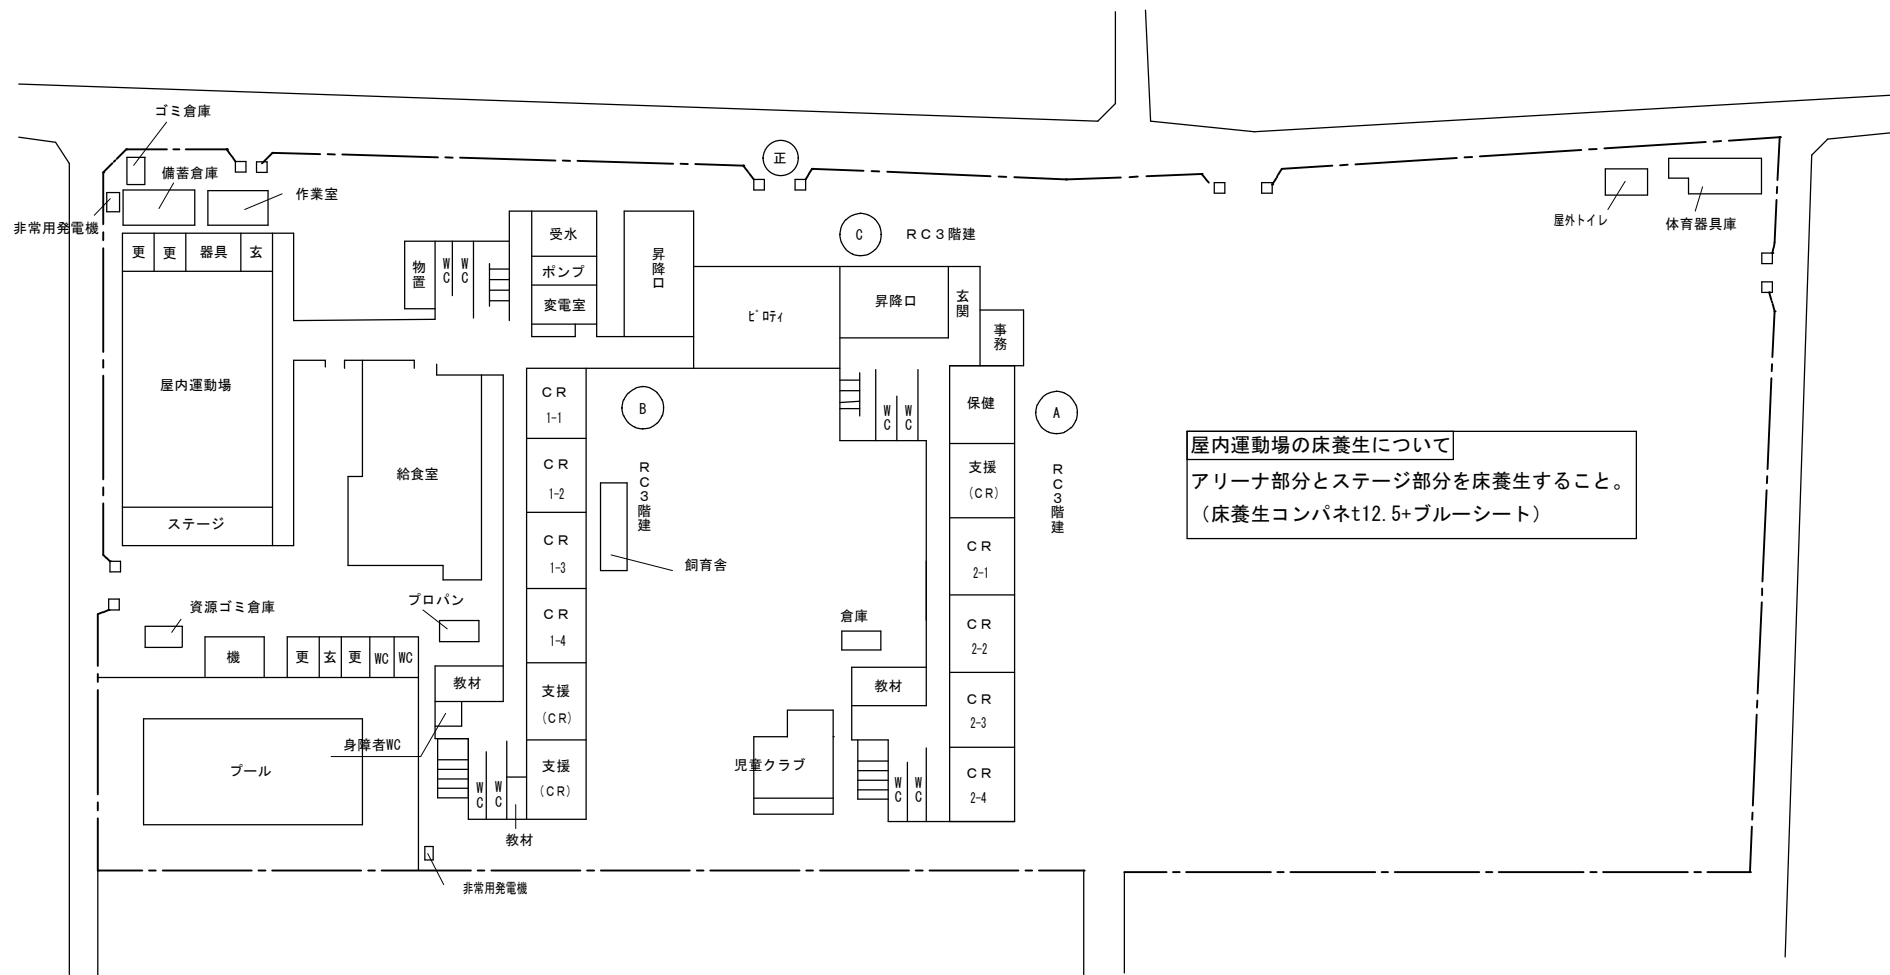 ゴミ倉庫
正
備蓄倉庫
作業室
非常用発電機
屋外トイレ
体育器具庫
更
更
器具
玄
物置
WC
WC
受水
ポンプ
変電室
昇降口
C
RC3階建
ピロティ
昇降口
玄関
事務
屋内運動場
ステージ
給食室
CR
1-1
CR
1-2
CR
1-3
CR
1-4
支援
(CR)
支援
(CR)
B
RC3階建
飼育舎
WC
WC
保健
支援
(CR)
CR
2-1
CR
2-2
CR
2-3
CR
2-4
A
RC3階建
屋内運動場の床養生について
アリーナ部分とステージ部分を床養生すること。
（床養生コンパネt12.5+ブルーシート）
資源ゴミ倉庫
プロパン
倉庫
機
更
玄
更
WC
WC
教材
教材
身障者WC
プール
児童クラブ
WC
WC
WC
WC
教材
非常用発電機